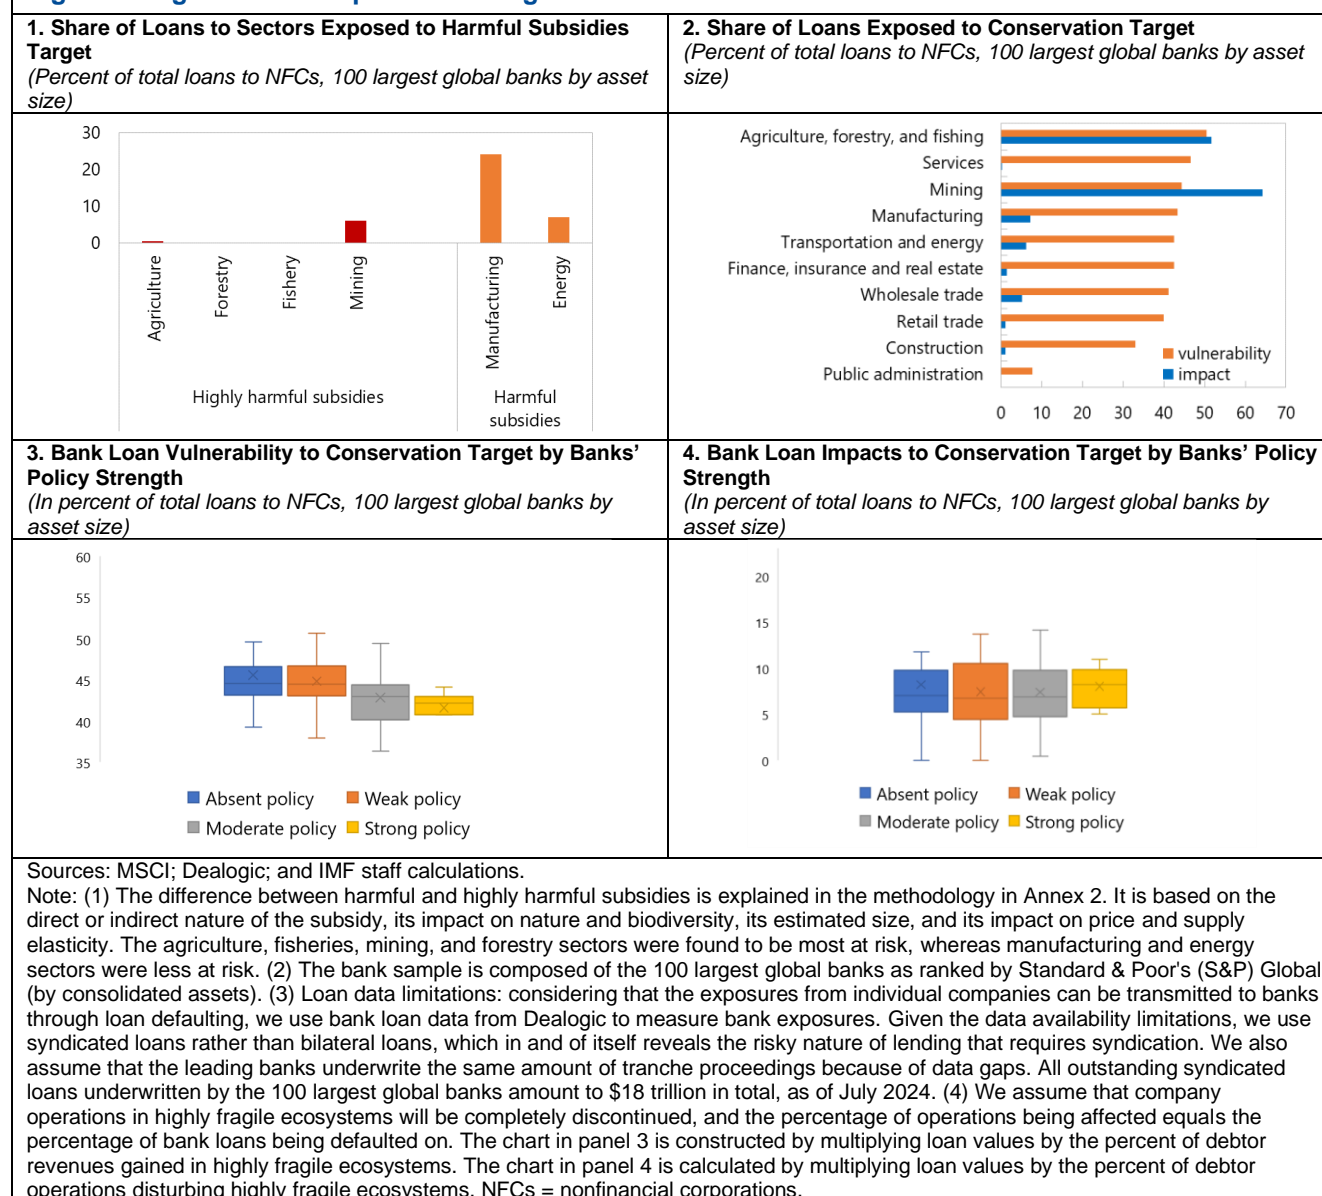 1. Share of Loans to Sectors Exposed to Harmful Subsidies
Target
(Percent of total loans to NFCs, 100 largest global banks by asset
size)
30
20
10
0
Agriculture
Forestry
Fishery
Mining
Manufacturing
Energy
Highly harmful subsidies
Harmful
subsidies
2. Share of Loans Exposed to Conservation Target
(Percent of total loans to NFCs, 100 largest global banks by asset
size)
Agriculture, forestry, and fishing
Services
Mining
Manufacturing
Transportation and energy
Finance, insurance and real estate
Wholesale trade
Retail trade
Construction
Public administration
vulnerability
impact
0 10 20 30 40 50 60 70
3. Bank Loan Vulnerability to Conservation Target by Banks’
Policy Strength
(In percent of total loans to NFCs, 100 largest global banks by
asset size)
60
55
50
45
40
35
Absent policy Weak policy
Moderate policy Strong policy
4. Bank Loan Impacts to Conservation Target by Banks’ Policy
Strength
(In percent of total loans to NFCs, 100 largest global banks by
asset size)
20
15
10
5
0
Absent policy Weak policy
Moderate policy Strong policy
Sources: MSCI; Dealogic; and IMF staff calculations.
Note: (1) The difference between harmful and highly harmful subsidies is explained in the methodology in Annex 2. It is based on the
direct or indirect nature of the subsidy, its impact on nature and biodiversity, its estimated size, and its impact on price and supply
elasticity. The agriculture, fisheries, mining, and forestry sectors were found to be most at risk, whereas manufacturing and energy
sectors were less at risk. (2) The bank sample is composed of the 100 largest global banks as ranked by Standard & Poor's (S&P) Global
(by consolidated assets). (3) Loan data limitations: considering that the exposures from individual companies can be transmitted to banks
through loan defaulting, we use bank loan data from Dealogic to measure bank exposures. Given the data availability limitations, we use
syndicated loans rather than bilateral loans, which in and of itself reveals the risky nature of lending that requires syndication. We also
assume that the leading banks underwrite the same amount of tranche proceedings because of data gaps. All outstanding syndicated
loans underwritten by the 100 largest global banks amount to $18 trillion in total, as of July 2024. (4) We assume that company
operations in highly fragile ecosystems will be completely discontinued, and the percentage of operations being affected equals the
percentage of bank loans being defaulted on. The chart in panel 3 is constructed by multiplying loan values by the percent of debtor
revenues gained in highly fragile ecosystems. The chart in panel 4 is calculated by multiplying loan values by the percent of debtor
operations disturbing highly fragile ecosystems. NFCs = nonfinancial corporations.